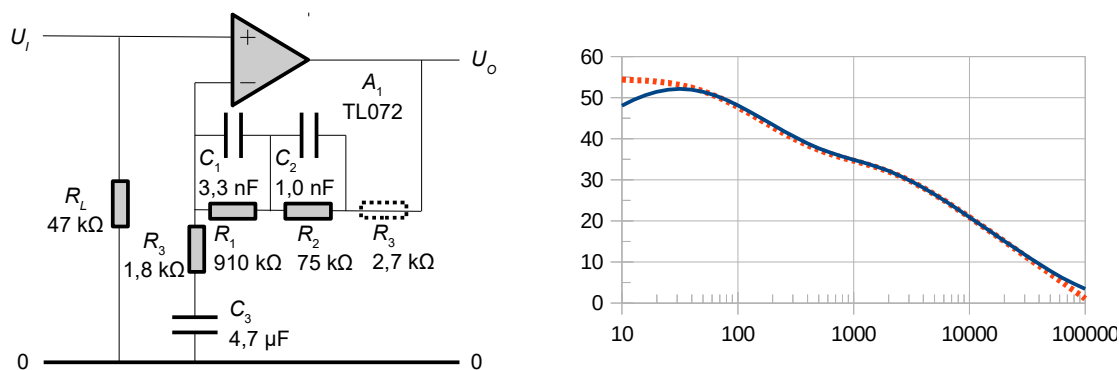 U_I
+
−
U_O
A_1
TL072
C_1
3,3 nF
C_2
1,0 nF
R_L
47 kΩ
R_3
1,8 kΩ
R_1
910 kΩ
R_2
75 kΩ
R_3
2,7 kΩ
C_3
4,7 µF
0
0
60
50
40
30
20
10
0
10 100 1000 10000 100000